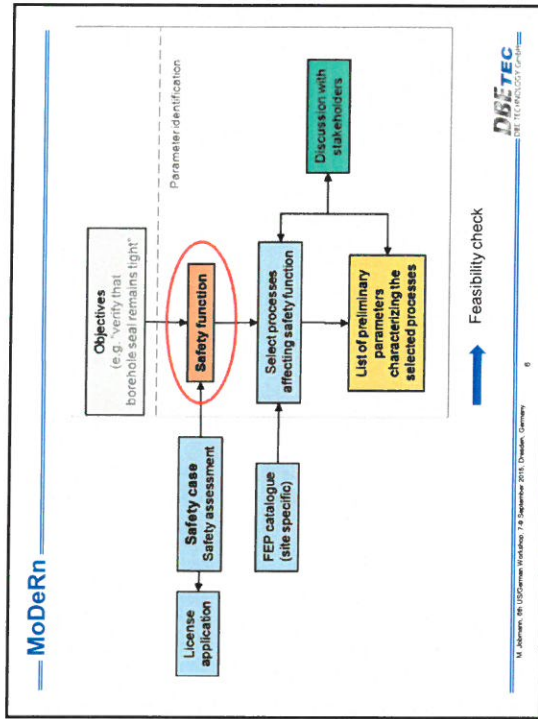 MoDeRn
Objectives
(e.g. "verify that
borehole seal remains tight"
Parameter identification
License
application
Safety case
Safety assessment
Safety function
FEP catalogue
(site specific)
Select processes
affecting safety function
Discussion with
stakeholders
List of preliminary
parameters
characterizing the
selected processes
Feasibility check
M. Jobmann, 6th US/German Workshop, 7-9 September 2015, Dresden, Germany
6
DBETEC
DBE TECHNOLOGY GmbH